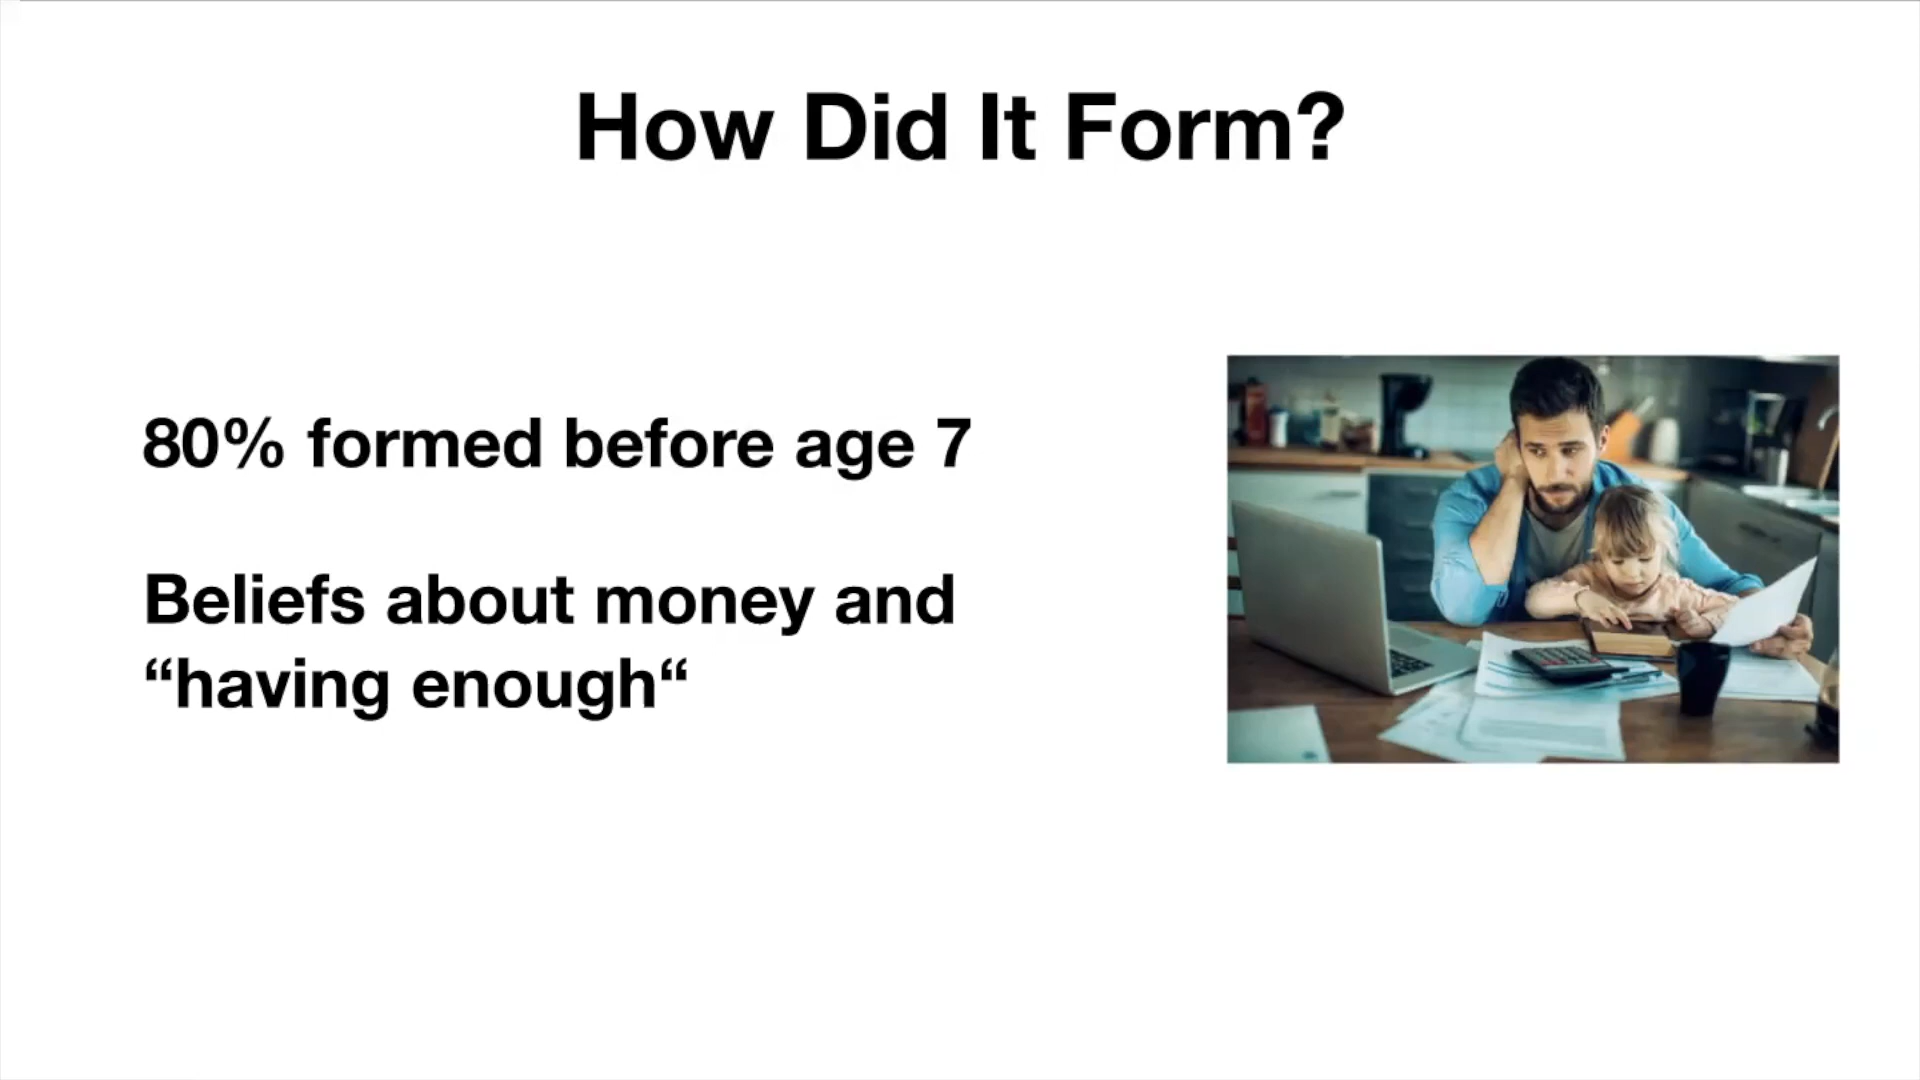 How Did It Form?
80% formed before age 7
Beliefs about money and
“having enough“